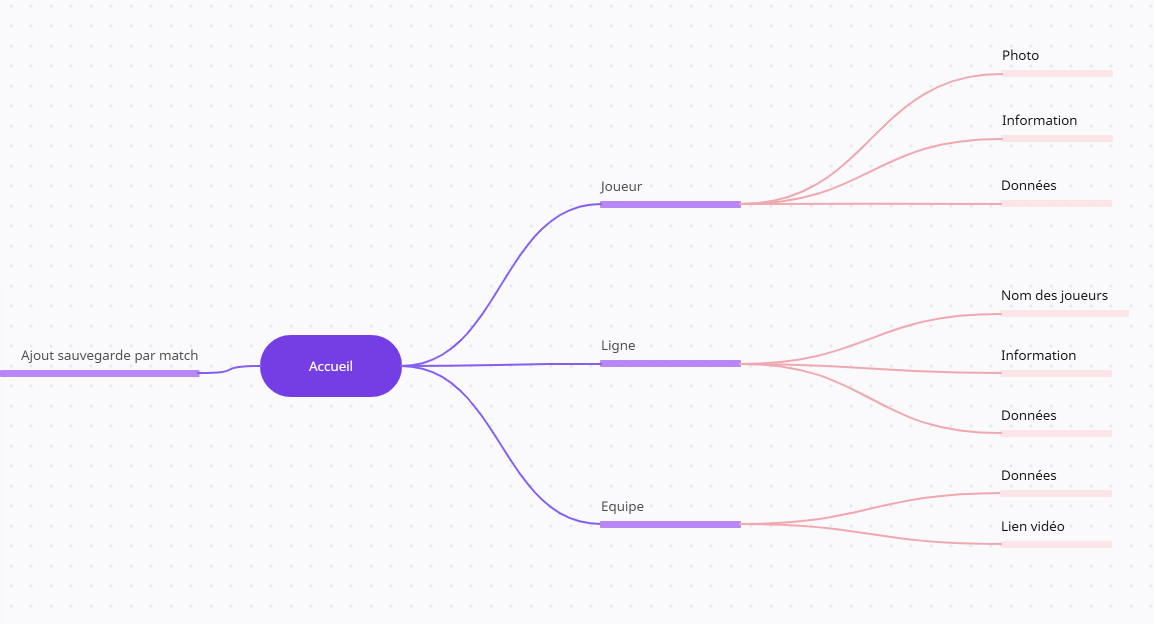 Ajout sauvegarde par match
Accueil
Joueur
Photo
Information
Données
Ligne
Nom des joueurs
Information
Données
Equipe
Données
Lien vidéo